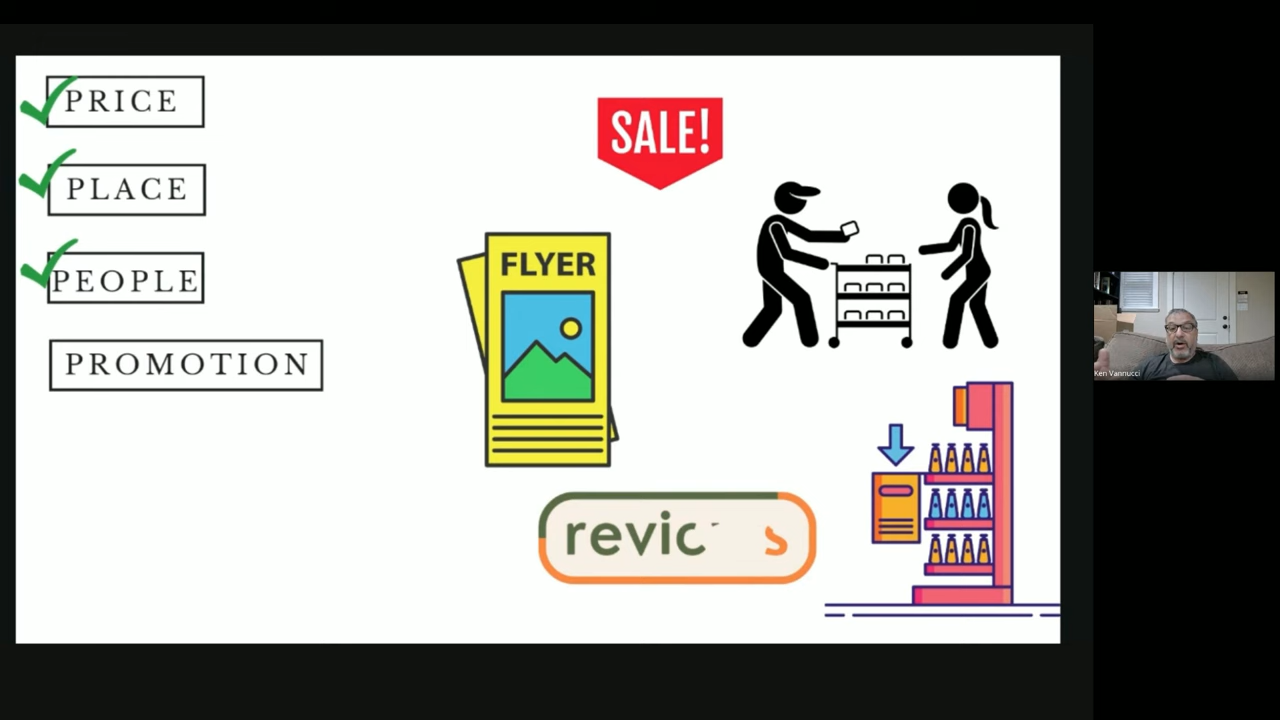 PRICE
PLACE
PEOPLE
PROMOTION
SALE!
FLYER
Ken Vannucci